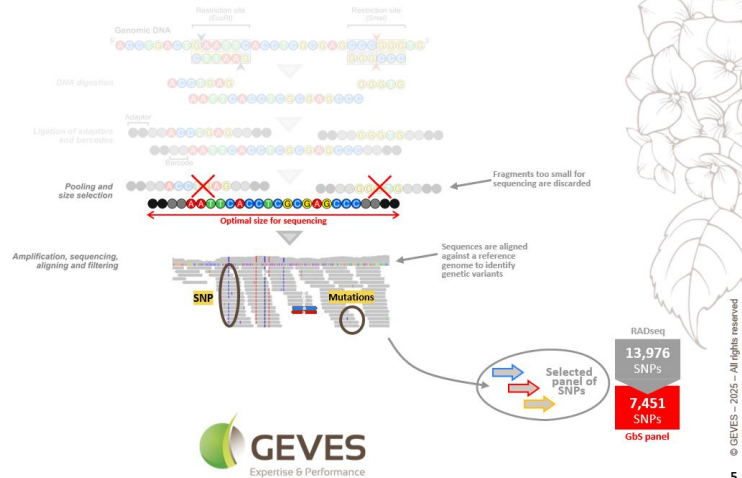 Restriction site
(EcoRI)
Restriction site
(SmaI)
Genomic DNA
5'
3'
DNA digestion
Ligation of adaptors
and barcodes
Adaptor
Barcode
Pooling and
size selection
Fragments too small for
sequencing are discarded
AATTCACCTCGCGAGCCC
Optimal size for sequencing
Amplification, sequencing,
aligning and filtering
Sequences are aligned
against a reference
genome to identify
genetic variants
SNP
Mutations
Selected
panel of
SNPs
RADseq
13,976
SNPs
7,451
SNPs
GbS panel
GEVES
Expertise & Performance
© GEVES – 2025 – All rights reserved
5